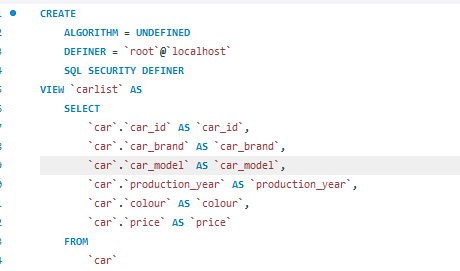 CREATE
ALGORITHM = UNDEFINED
DEFINER = `root`@`localhost`
SQL SECURITY DEFINER
VIEW `carlist` AS
SELECT
`car`.`car_id` AS `car_id`,
`car`.`car_brand` AS `car_brand`,
`car`.`car_model` AS `car_model`,
`car`.`production_year` AS `production_year`,
`car`.`colour` AS `colour`,
`car`.`price` AS `price`
FROM
`car`